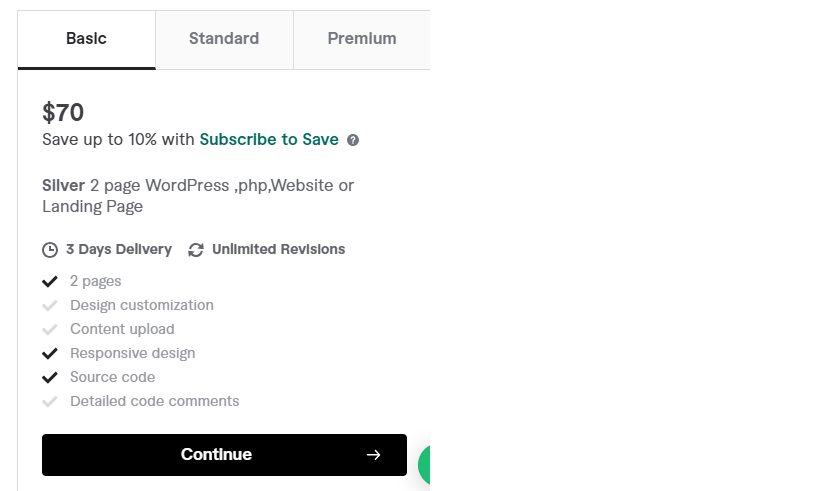 Basic Standard Premium
$70
Save up to 10% with Subscribe to Save ?
Silver 2 page WordPress ,php,Website or
Landing Page
3 Days Delivery Unlimited Revisions
2 pages
Design customization
Content upload
Responsive design
Source code
Detailed code comments
Continue →